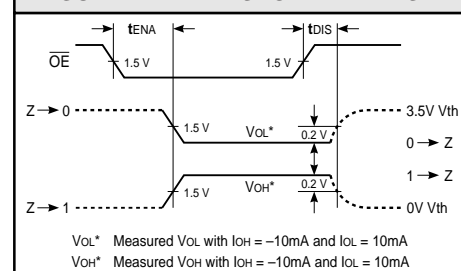 tENA tDIS
OE 1.5 V 1.5 V
Z → 0 3.5V Vth
1.5 V VOL* 0.2 V
0 → Z
1 → Z
1.5 V VOH* 0.2 V
Z → 1 0V Vth
VOL* Measured VOL with IOH = –10mA and IOL = 10mA
VOH* Measured VOH with IOH = –10mA and IOL = 10mA